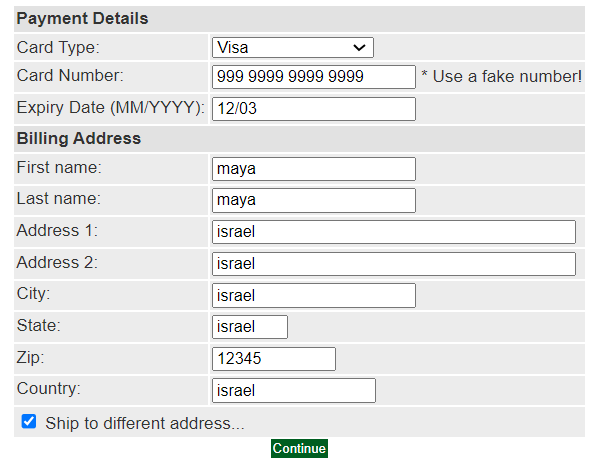 Payment Details
Card Type: Visa
Card Number: 999 9999 9999 9999 * Use a fake number!
Expiry Date (MM/YYYY): 12/03
Billing Address
First name: maya
Last name: maya
Address 1: israel
Address 2: israel
City: israel
State: israel
Zip: 12345
Country: israel
Ship to different address...
Continue